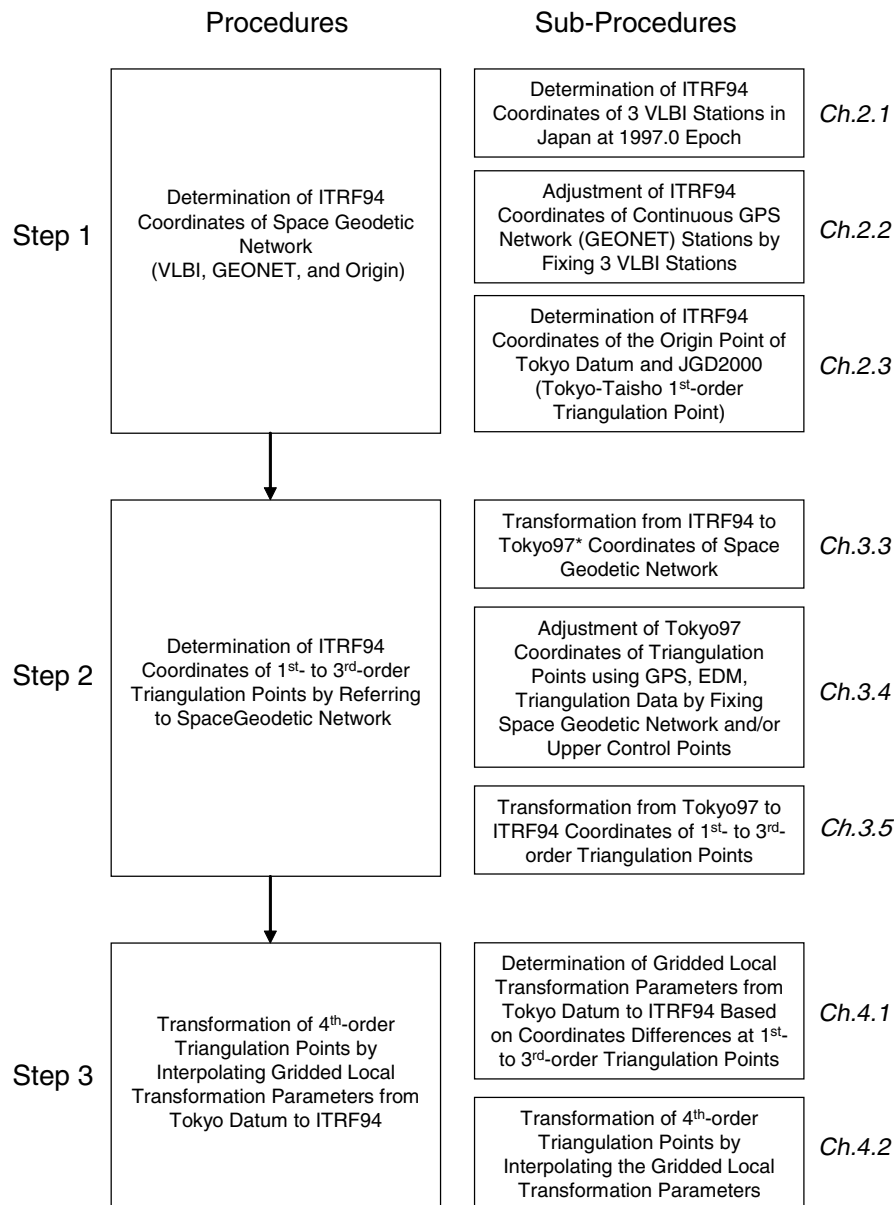 Procedures
Sub-Procedures
Step 1
Determination of ITRF94
Coordinates of Space Geodetic
Network
(VLBI, GEONET, and Origin)
Determination of ITRF94
Coordinates of 3 VLBI Stations in
Japan at 1997.0 Epoch
Ch.2.1
Adjustment of ITRF94
Coordinates of Continuous GPS
Network (GEONET) Stations by
Fixing 3 VLBI Stations
Ch.2.2
Determination of ITRF94
Coordinates of the Origin Point of
Tokyo Datum and JGD2000
(Tokyo-Taisho 1st-order
Triangulation Point)
Ch.2.3
Step 2
Determination of ITRF94
Coordinates of 1st- to 3rd-order
Triangulation Points by Referring
to SpaceGeodetic Network
Transformation from ITRF94 to
Tokyo97* Coordinates of Space
Geodetic Network
Ch.3.3
Adjustment of Tokyo97
Coordinates of Triangulation
Points using GPS, EDM,
Triangulation Data by Fixing
Space Geodetic Network and/or
Upper Control Points
Ch.3.4
Transformation from Tokyo97 to
ITRF94 Coordinates of 1st- to 3rd-
order Triangulation Points
Ch.3.5
Step 3
Transformation of 4th-order
Triangulation Points by
Interpolating Gridded Local
Transformation Parameters from
Tokyo Datum to ITRF94
Determination of Gridded Local
Transformation Parameters from
Tokyo Datum to ITRF94 Based
on Coordinates Differences at 1st-
to 3rd-order Triangulation Points
Ch.4.1
Transformation of 4th-order
Triangulation Points by
Interpolating the Gridded Local
Transformation Parameters
Ch.4.2